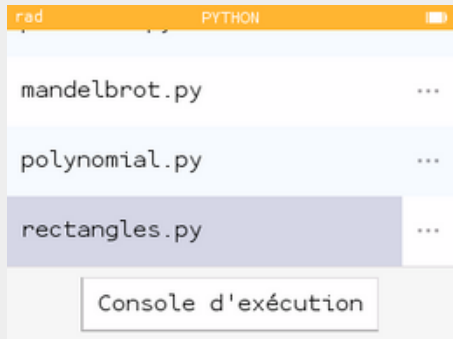 rad PYTHON
mandelbrot.py ...
polynomial.py ...
rectangles.py ...
Console d'exécution